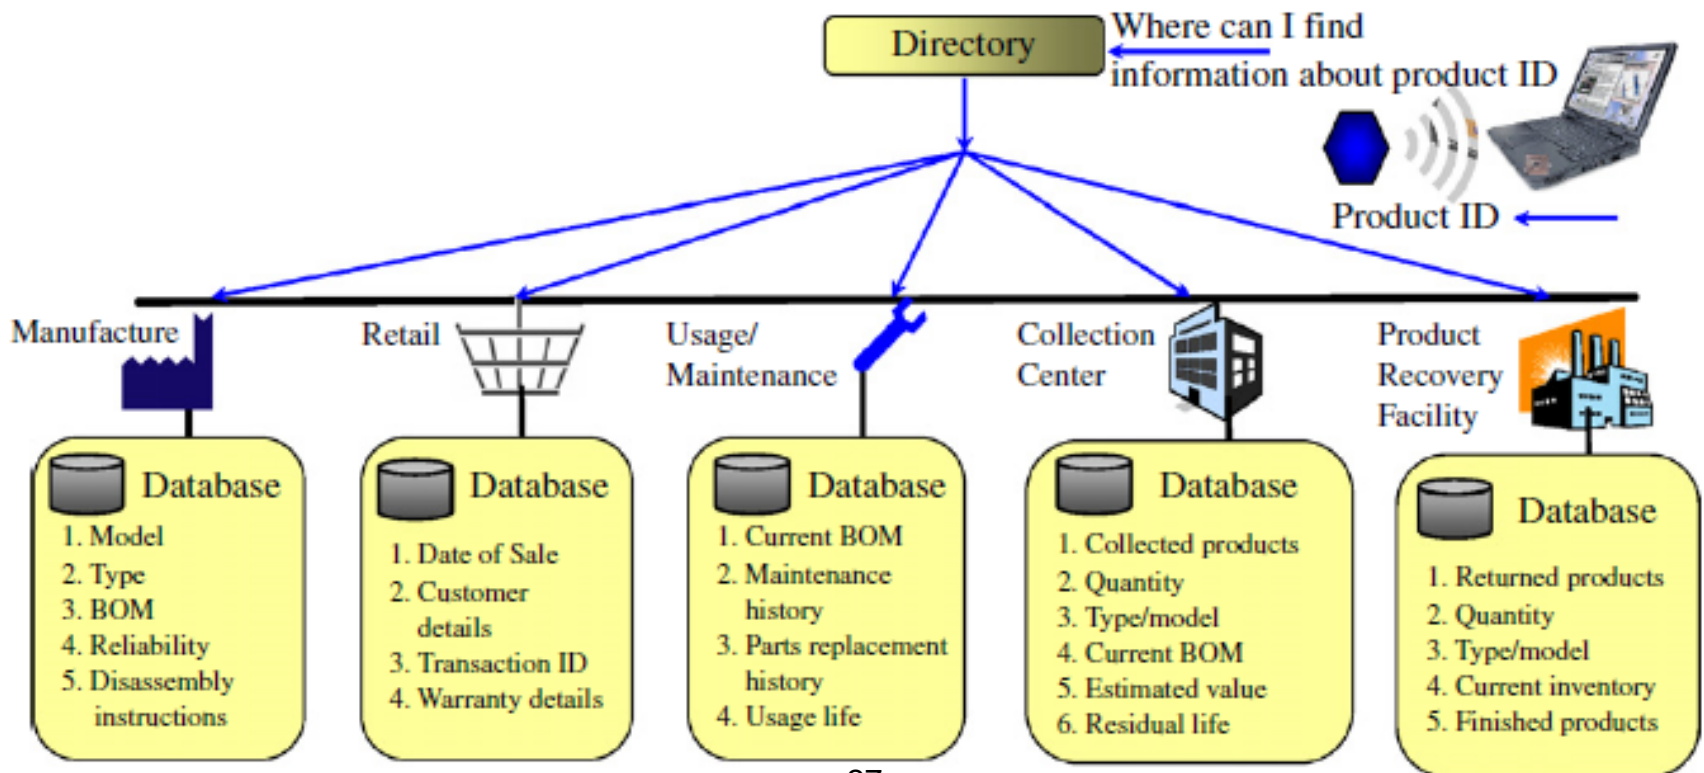 Directory
Where can I find
information about product ID
Product ID
Manufacture
Retail
Usage/
Maintenance
Collection
Center
Product
Recovery
Facility
Database
1. Model
2. Type
3. BOM
4. Reliability
5. Disassembly
instructions
Database
1. Date of Sale
2. Customer
details
3. Transaction ID
4. Warranty details
Database
1. Current BOM
2. Maintenance
history
3. Parts replacement
history
4. Usage life
Database
1. Collected products
2. Quantity
3. Type/model
4. Current BOM
5. Estimated value
6. Residual life
Database
1. Returned products
2. Quantity
3. Type/model
4. Current inventory
5. Finished products